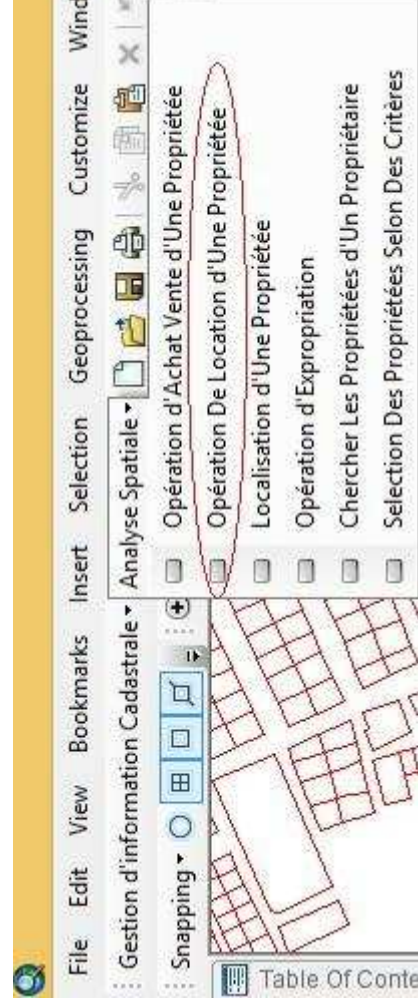 File Edit View Bookmarks Insert Selection Geoprocessing Customize Wind
Gestion d'information Cadastrale Analyse Spatiale
Snapping
Opération d'Achat Vente d'Une Propriétée
Opération De Location d'Une Propriétée
Localisation d'Une Propriétée
Opération d'Expropriation
Chercher Les Propriétées d'Un Propriétaire
Selection Des Propriétées Selon Des Critères
Table Of Conte